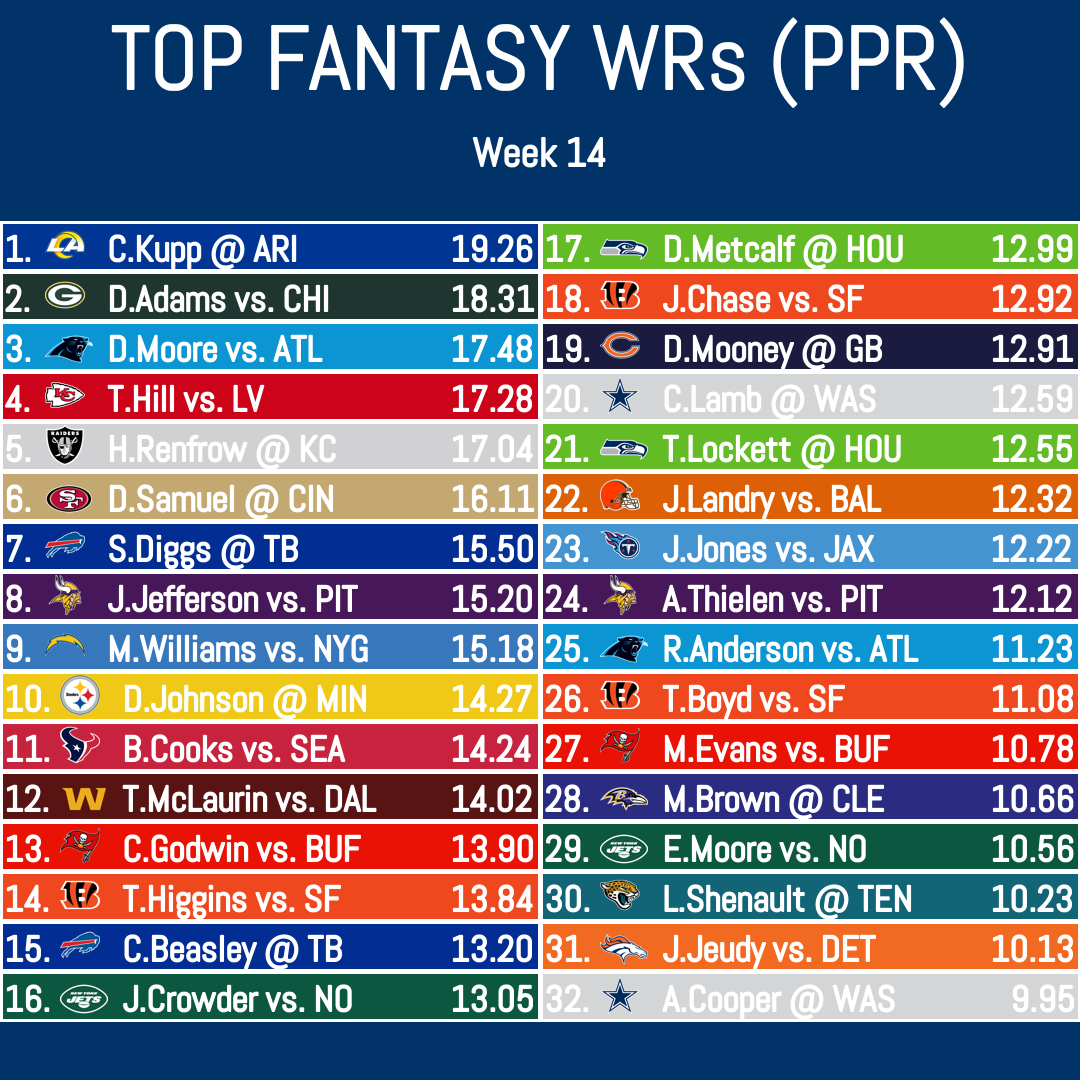 TOP FANTASY WRs (PPR)
Week 14
1. C.Kupp @ ARI 19.26
2. D.Adams vs. CHI 18.31
3. D.Moore vs. ATL 17.48
4. T.Hill vs. LV 17.28
5. RAIDERS H.Renfrow @ KC 17.04
6. D.Samuel @ CIN 16.11
7. S.Diggs @ TB 15.50
8. J.Jefferson vs. PIT 15.20
9. M.Williams vs. NYG 15.18
10. Steelers D.Johnson @ MIN 14.27
11. B.Cooks vs. SEA 14.24
12. W T.McLaurin vs. DAL 14.02
13. C.Godwin vs. BUF 13.90
14. T.Higgins vs. SF 13.84
15. C.Beasley @ TB 13.20
16. NEW YORK JETS J.Crowder vs. NO 13.05
17. D.Metcalf @ HOU 12.99
18. J.Chase vs. SF 12.92
19. D.Mooney @ GB 12.91
20. C.Lamb @ WAS 12.59
21. T.Lockett @ HOU 12.55
22. J.Landry vs. BAL 12.32
23. J.Jones vs. JAX 12.22
24. A.Thielen vs. PIT 12.12
25. R.Anderson vs. ATL 11.23
26. T.Boyd vs. SF 11.08
27. M.Evans vs. BUF 10.78
28. M.Brown @ CLE 10.66
29. NEW YORK JETS E.Moore vs. NO 10.56
30. L.Shenault @ TEN 10.23
31. J.Jeudy vs. DET 10.13
32. A.Cooper @ WAS 9.95